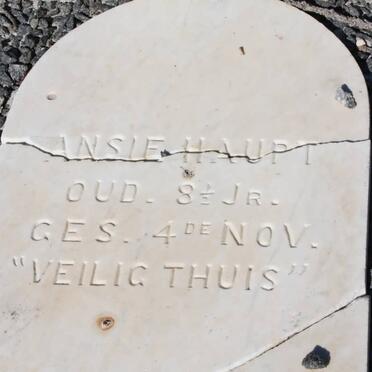 ANSIE HAUPT
OUD. 8½ JR.
GES. 4DE NOV.
"VEILIG THUIS"